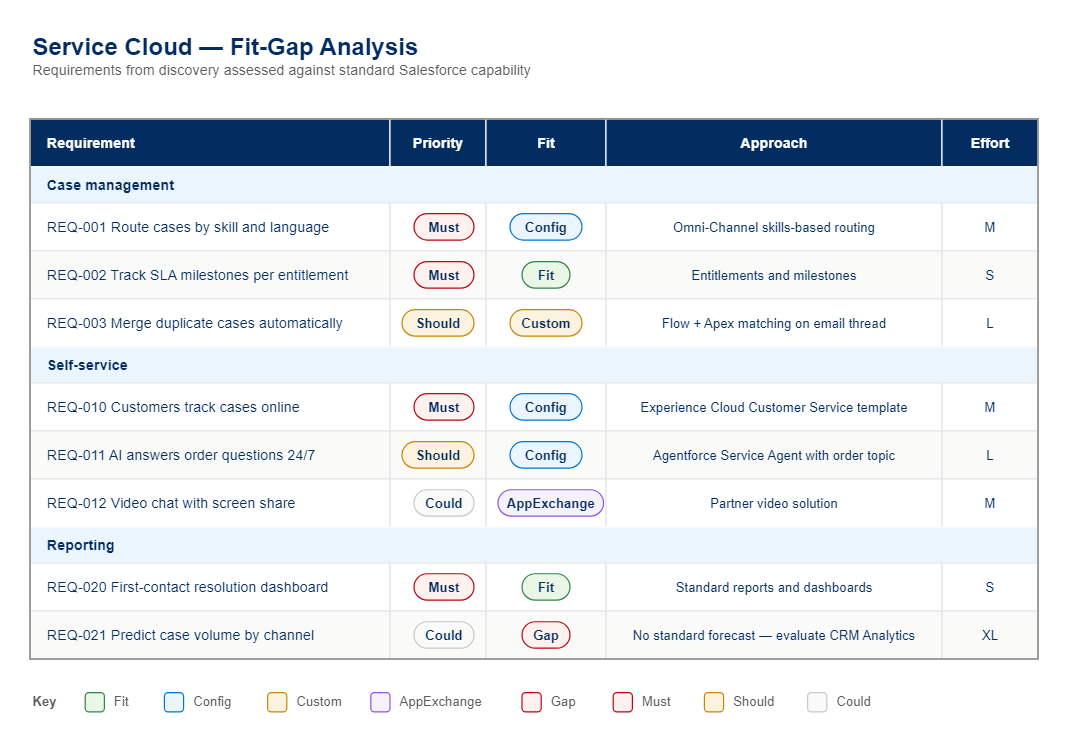 Service Cloud — Fit-Gap Analysis
Requirements from discovery assessed against standard Salesforce capability
Requirement Priority Fit Approach Effort
Case management
REQ-001 Route cases by skill and language Must Config Omni-Channel skills-based routing M
REQ-002 Track SLA milestones per entitlement Must Fit Entitlements and milestones S
REQ-003 Merge duplicate cases automatically Should Custom Flow + Apex matching on email thread L
Self-service
REQ-010 Customers track cases online Must Config Experience Cloud Customer Service template M
REQ-011 AI answers order questions 24/7 Should Config Agentforce Service Agent with order topic L
REQ-012 Video chat with screen share Could AppExchange Partner video solution M
Reporting
REQ-020 First-contact resolution dashboard Must Fit Standard reports and dashboards S
REQ-021 Predict case volume by channel Could Gap No standard forecast — evaluate CRM Analytics XL
Key Fit Config Custom AppExchange Gap Must Should Could